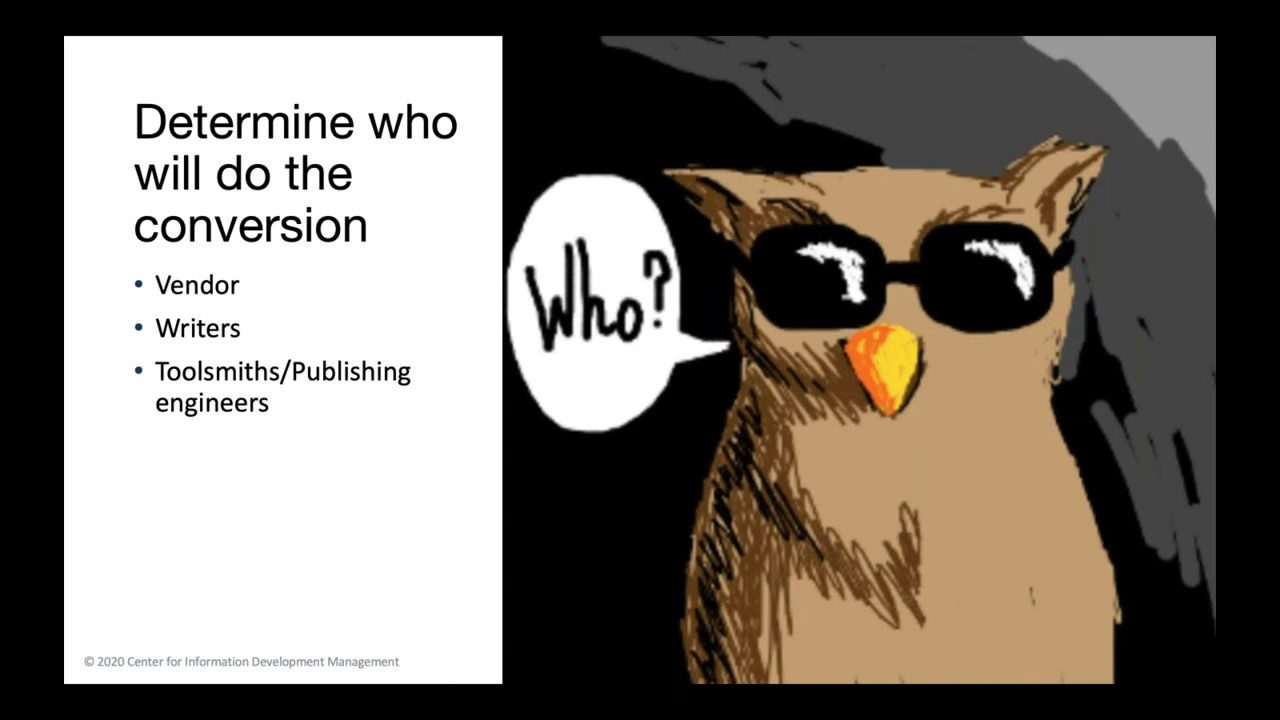 Determine who
will do the
conversion
• Vendor
• Writers
• Toolsmiths/Publishing
engineers
Who?
© 2020 Center for Information Development Management